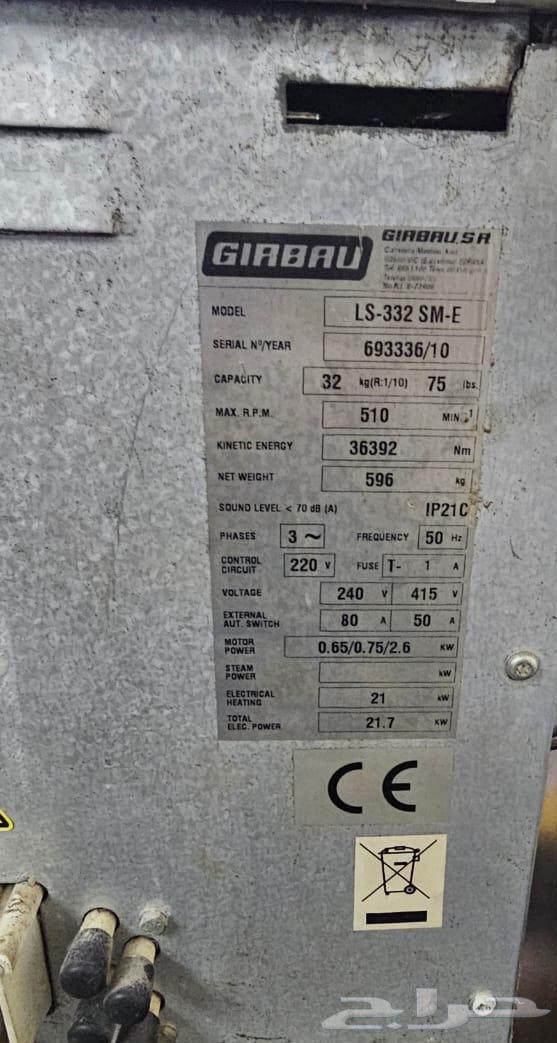 GIRBAU
GIRBAU, S.A.
MODEL LS-332 SM-E
SERIAL Nº/YEAR 693336/10
CAPACITY 32 kg(R:1/10) 75 lbs.
MAX. R.P.M. 510 MIN.-1
KINETIC ENERGY 36392 Nm
NET WEIGHT 596 kg
SOUND LEVEL < 70 dB (A) IP21C
PHASES 3 ~ FREQUENCY 50 Hz
CONTROL CIRCUIT 220 V FUSE T- 1 A
VOLTAGE 240 V 415 V
EXTERNAL AUT. SWITCH 80 A 50 A
MOTOR POWER 0.65/0.75/2.6 KW
STEAM POWER kW
ELECTRICAL HEATING 21 kW
TOTAL ELEC. POWER 21.7 KW
CE
حراج